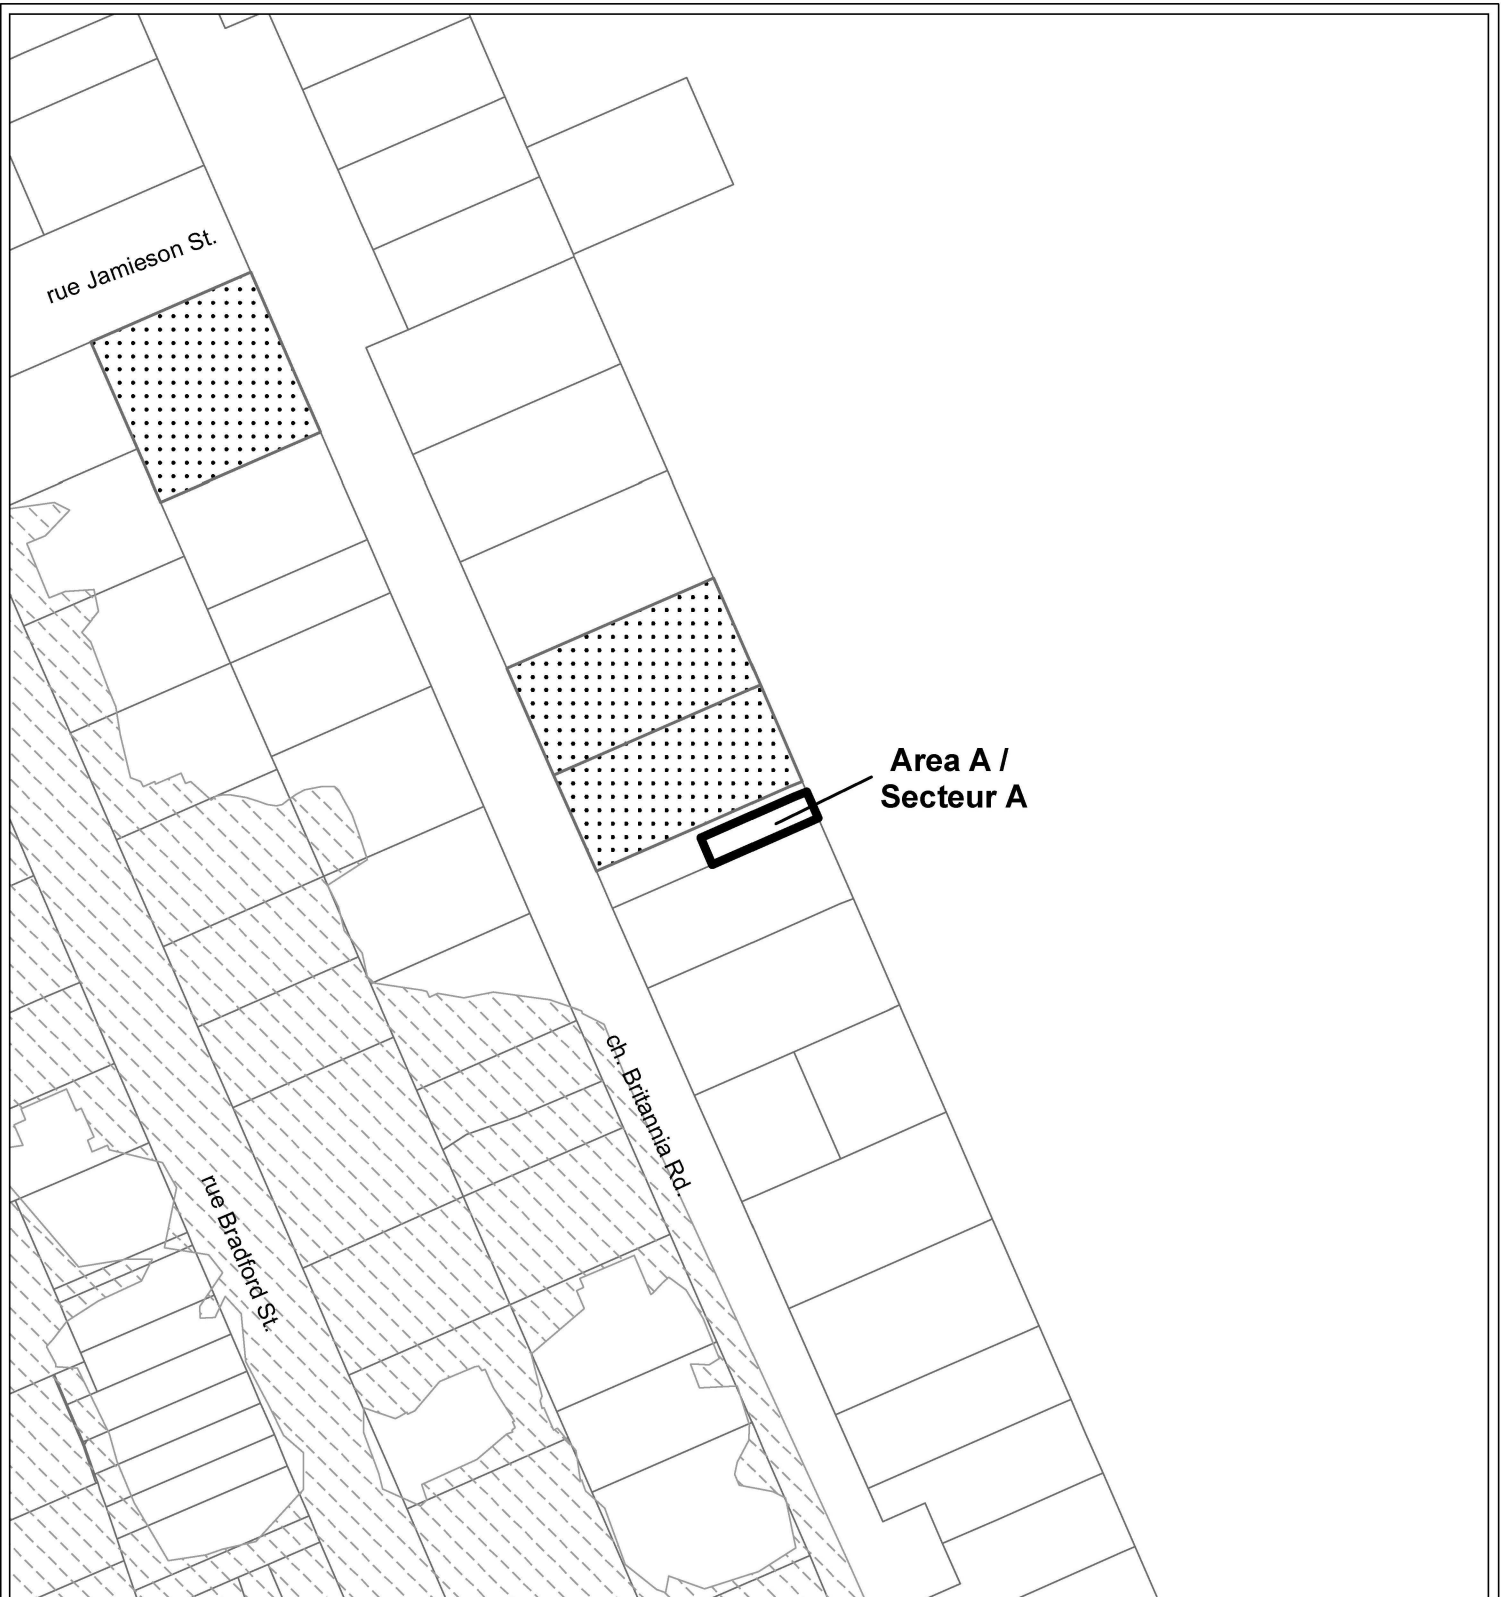 rue Jamieson St.
Area A /
Secteur A
ch. Britannia Rd.
rue Bradford St.